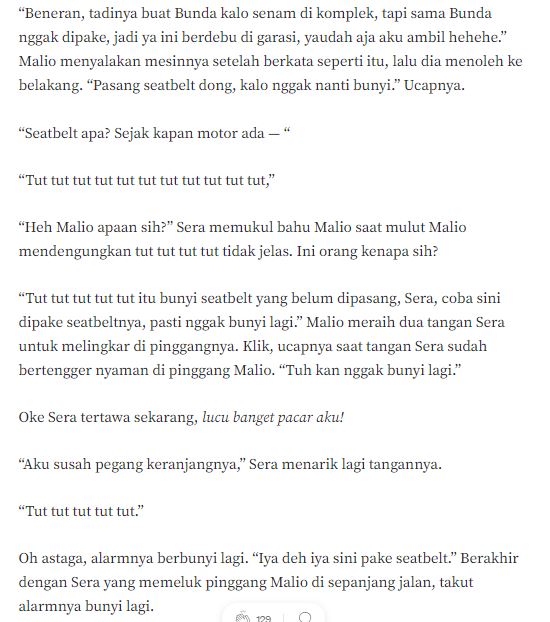 “Beneran, tadinya buat Bunda kalo senam di komplek, tapi sama Bunda
nggak dipake, jadi ya ini berdebu di garasi, yaudah aja aku ambil hehehe.”
Malio menyalakan mesinnya setelah berkata seperti itu, lalu dia menoleh ke
belakang. “Pasang seatbelt dong, kalo nggak nanti bunyi.” Ucapnya.
“Seatbelt apa? Sejak kapan motor ada — “
“Tut tut tut tut tut tut tut tut tut tut tut tut,”
“Heh Malio apaan sih?” Sera memukul bahu Malio saat mulut Malio
mendengungkan tut tut tut tut tidak jelas. Ini orang kenapa sih?
“Tut tut tut tut tut itu bunyi seatbelt yang belum dipasang, Sera, coba sini
dipake seatbeltnya, pasti nggak bunyi lagi.” Malio meraih dua tangan Sera
untuk melingkar di pinggangnya. Klik, ucapnya saat tangan Sera sudah
bertengger nyaman di pinggang Malio. “Tuh kan nggak bunyi lagi.”
Oke Sera tertawa sekarang, lucu banget pacar aku!
“Aku susah pegang keranjangnya,” Sera menarik lagi tangannya.
“Tut tut tut tut tut.”
Oh astaga, alarmnya berbunyi lagi. “Iya deh iya sini pake seatbelt.” Berakhir
dengan Sera yang memeluk pinggang Malio di sepanjang jalan, takut
alarmnya bunyi lagi.
129